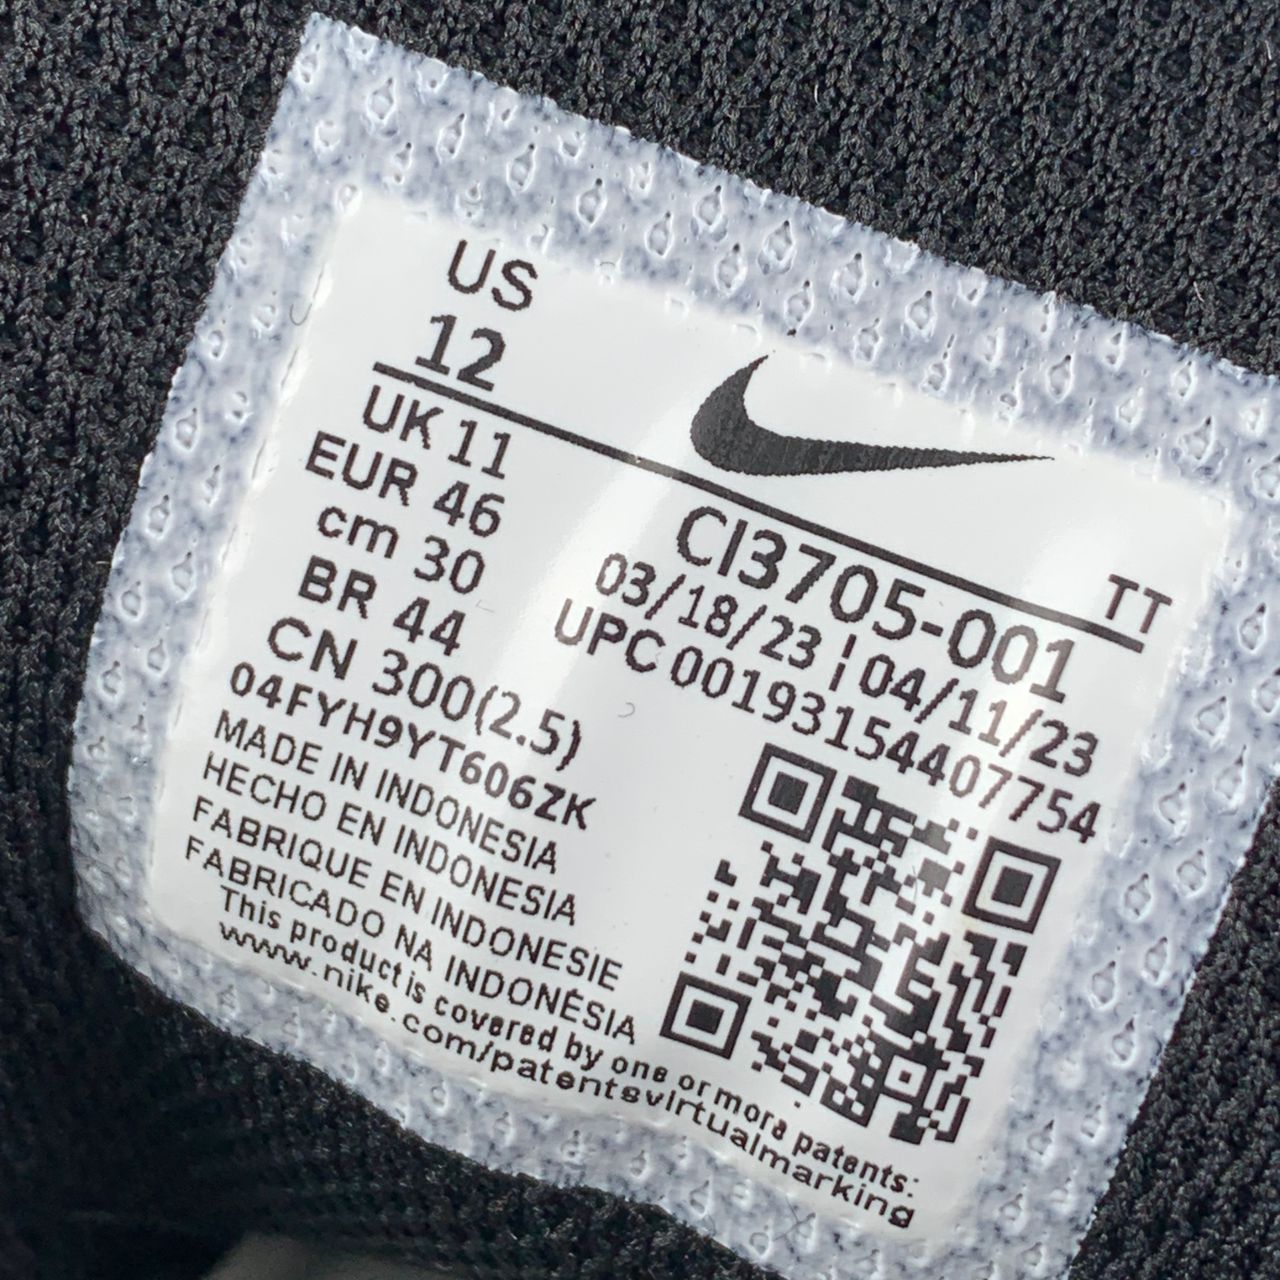 US
12
TT
UK 11
EUR 46
cm 30
BR 44
CN 300(2.5)
CI3705-001
03/18/23 ¦ 04/11/23
UPC 00193154407754
04FYH9YT606ZK
MADE IN INDONESIA
HECHO EN INDONESIA
FABRIQUE EN INDONESIE
FABRICADO NA INDONÉSIA
This product is covered by one or more patents:
www.nike.com/patentsvirtualmarking